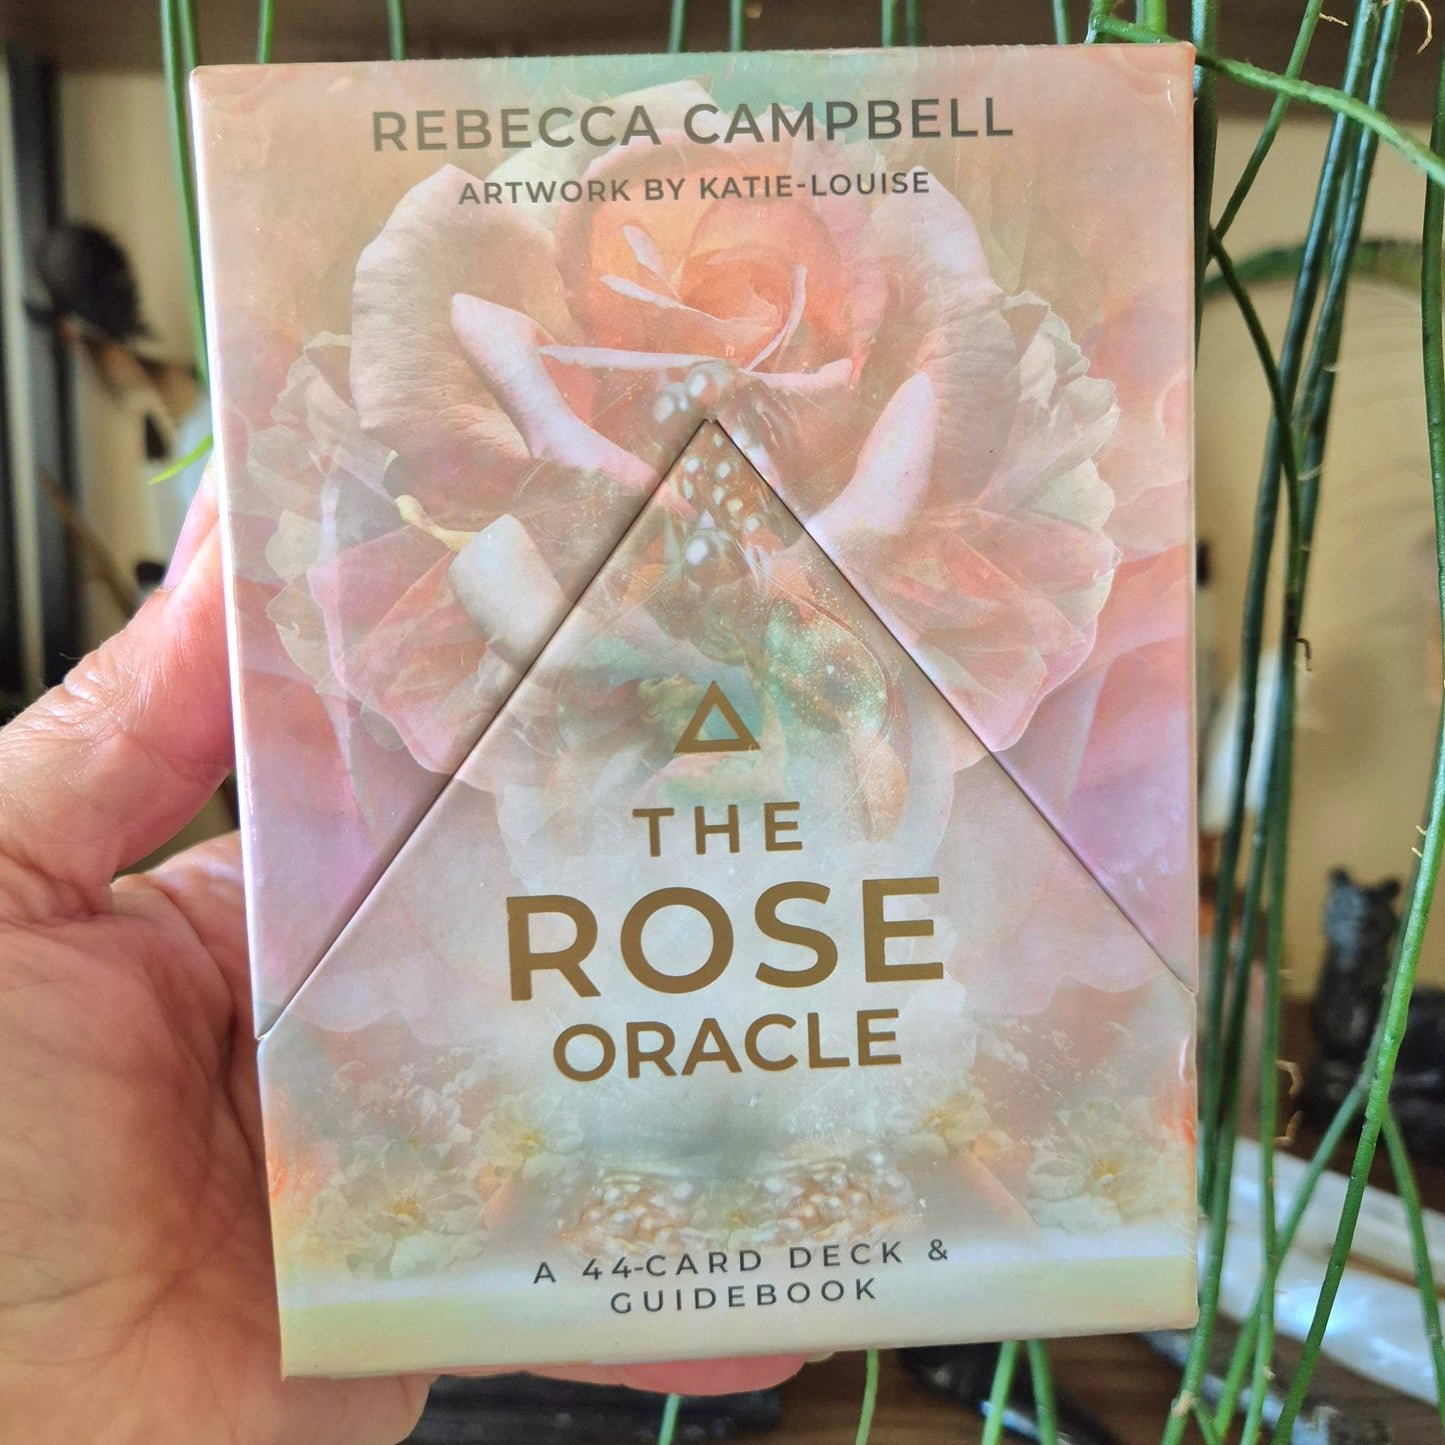 REBECCA CAMPBELL
ARTWORK BY KATIE-LOUISE
THE
ROSE
ORACLE
A 44-CARD DECK &
GUIDEBOOK